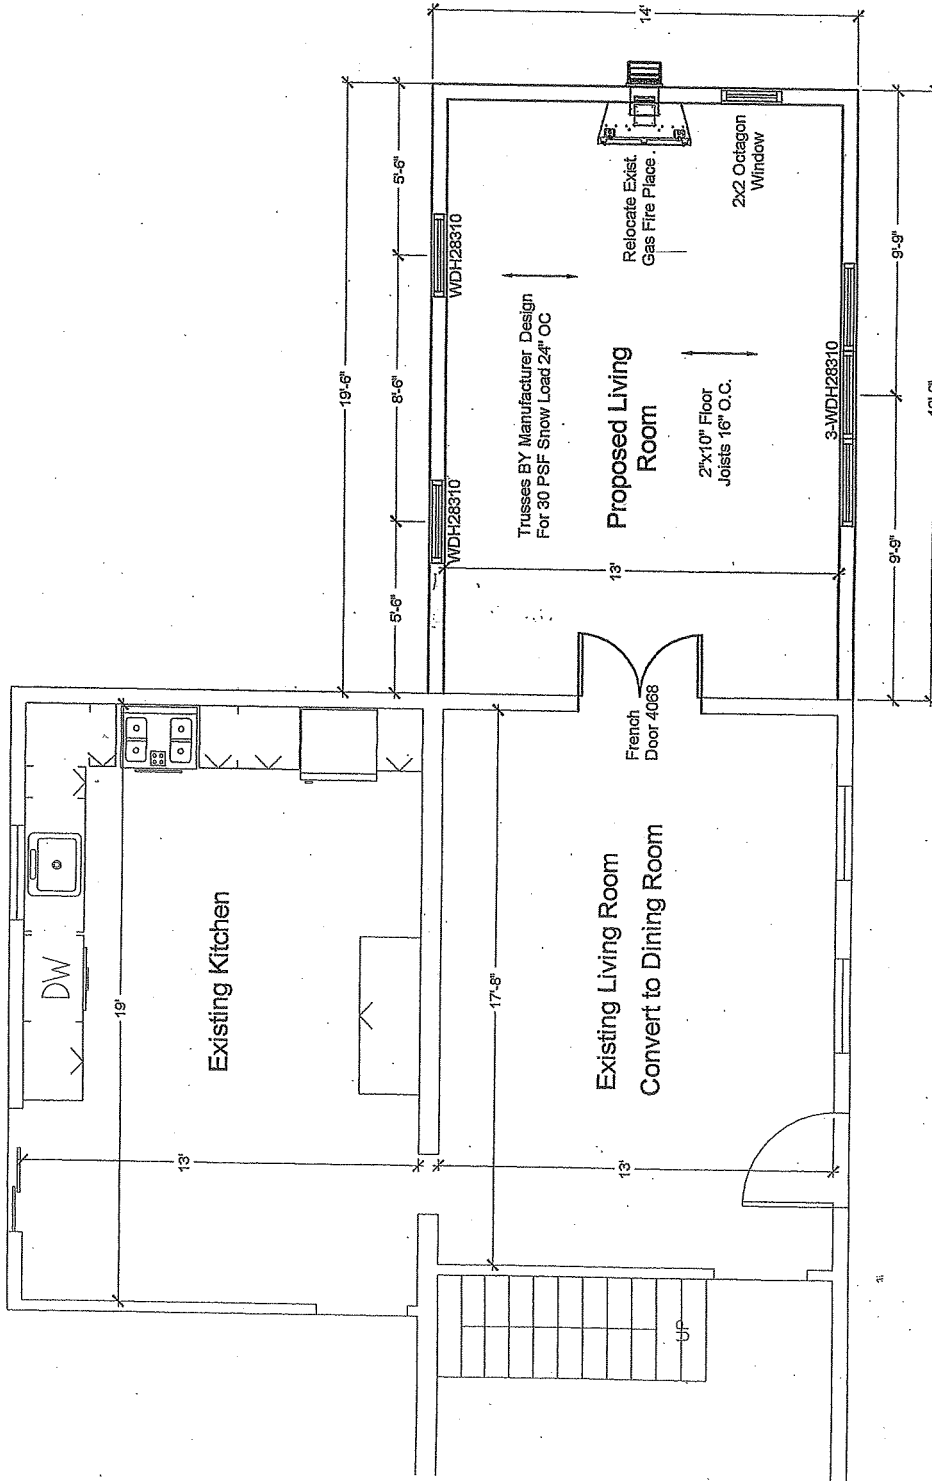 14'
19'-6"
5'-6"
8'-6"
5'-6"
WDH28310
WDH28310
Trusses BY Manufacturer Design
For 30 PSF Snow Load 24" OC
Relocate Exist.
Gas Fire Place
2x2 Octagon
Window
Proposed Living
Room
2"x10" Floor
Joists 16" O.C.
3-WDH28310
13'
9'-9"
9'-9"
French
Door 4068
DW
19'
Existing Kitchen
13'
17'-8"
Existing Living Room
Convert to Dining Room
13'
UP